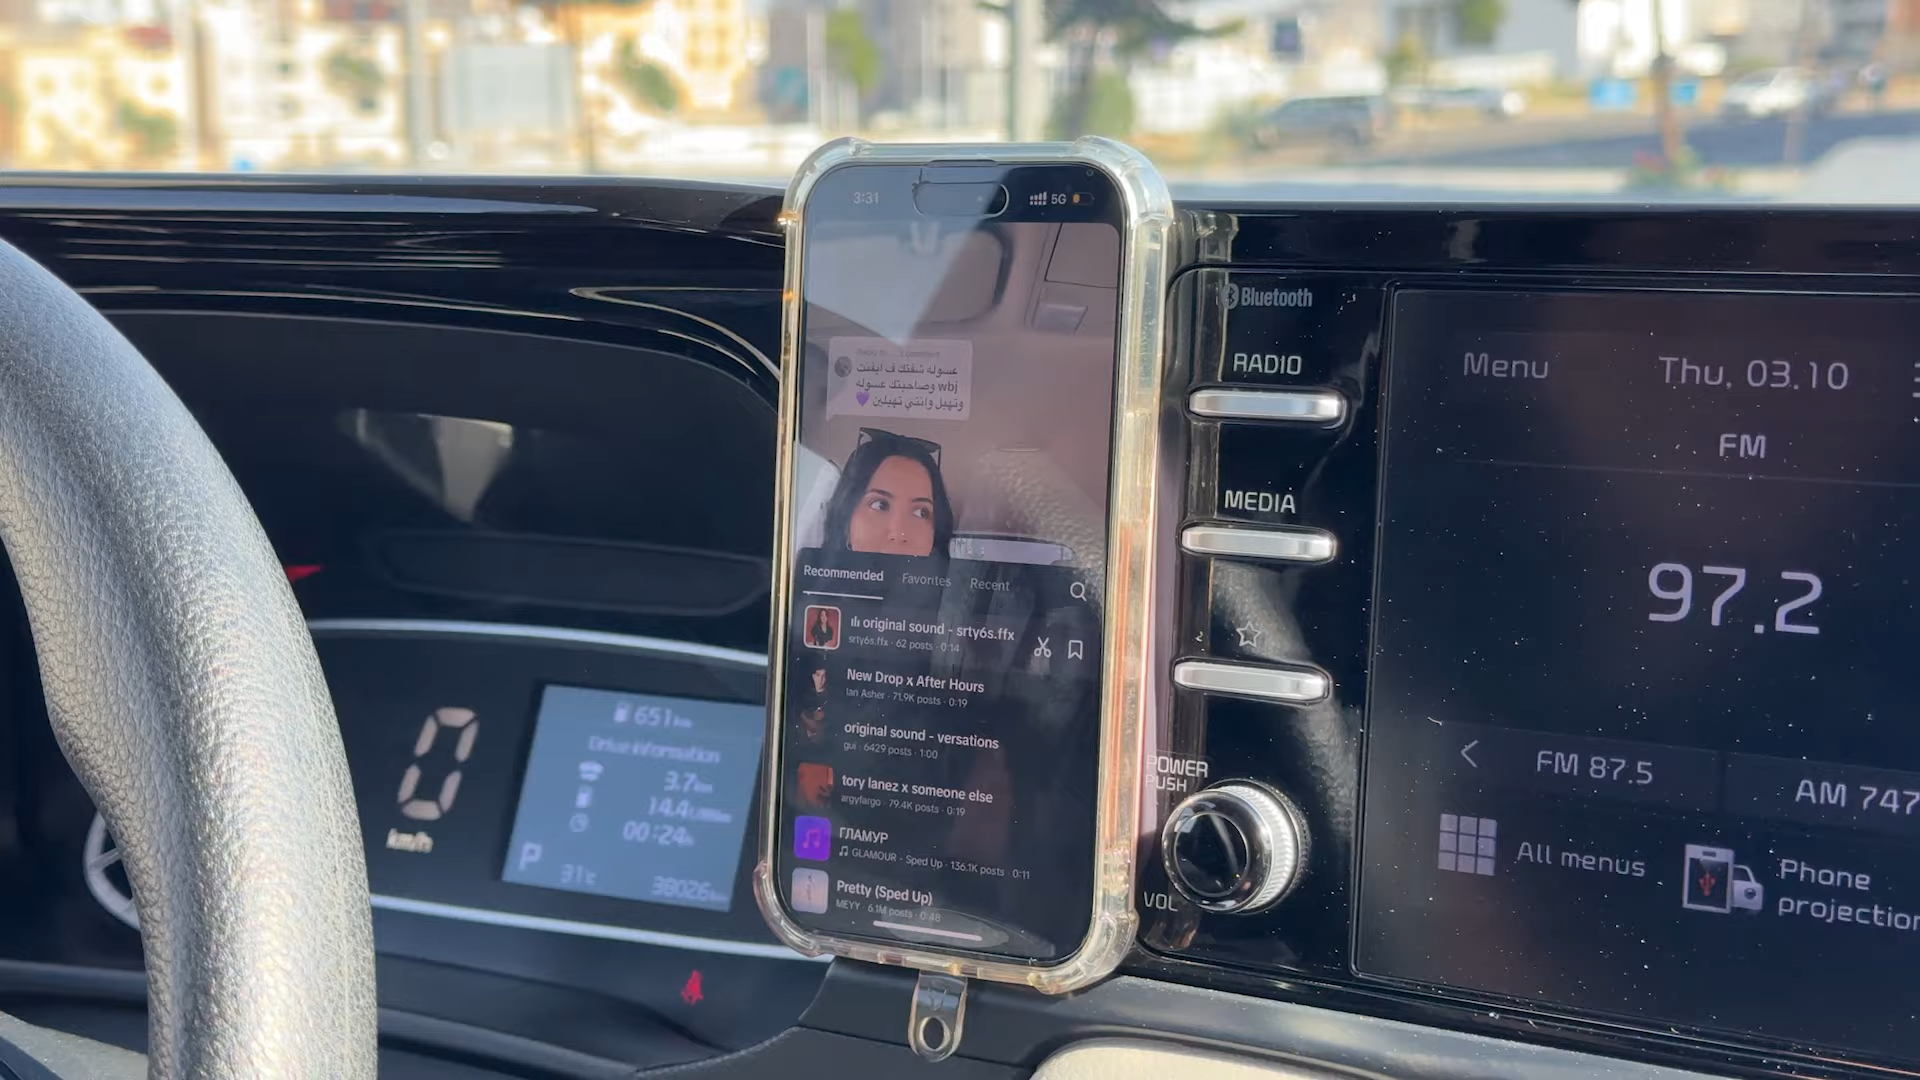 3:31
5G
عسوله شفتك ف ايفنت
wbj وصاحبتك عسوله
وتهبل وانتي تهبلين 💜
Recommended
Favorites
Recent
original sound - srty6s.ffx
srty6s.ffx · 62 posts · 0:14
New Drop x After Hours
Ian Asher · 71.9K posts · 0:19
original sound - versations
gui · 6429 posts · 1:00
tory lanez x someone else
argyfargo · 79.4K posts · 0:19
ГЛАМУР
GLAMOUR - Sped Up · 136.1K posts · 0:11
Pretty (Sped Up)
MEYY · 6.1M posts · 0:48
0
km/h
651km
Drive information
3.7km
14.4
00:24h
P
31°C
38026km
Bluetooth
RADIO
MEDIA
POWER
PUSH
VOL
Menu
Thu, 03.10
FM
97.2
FM 87.5
AM 747
All menus
Phone
projection